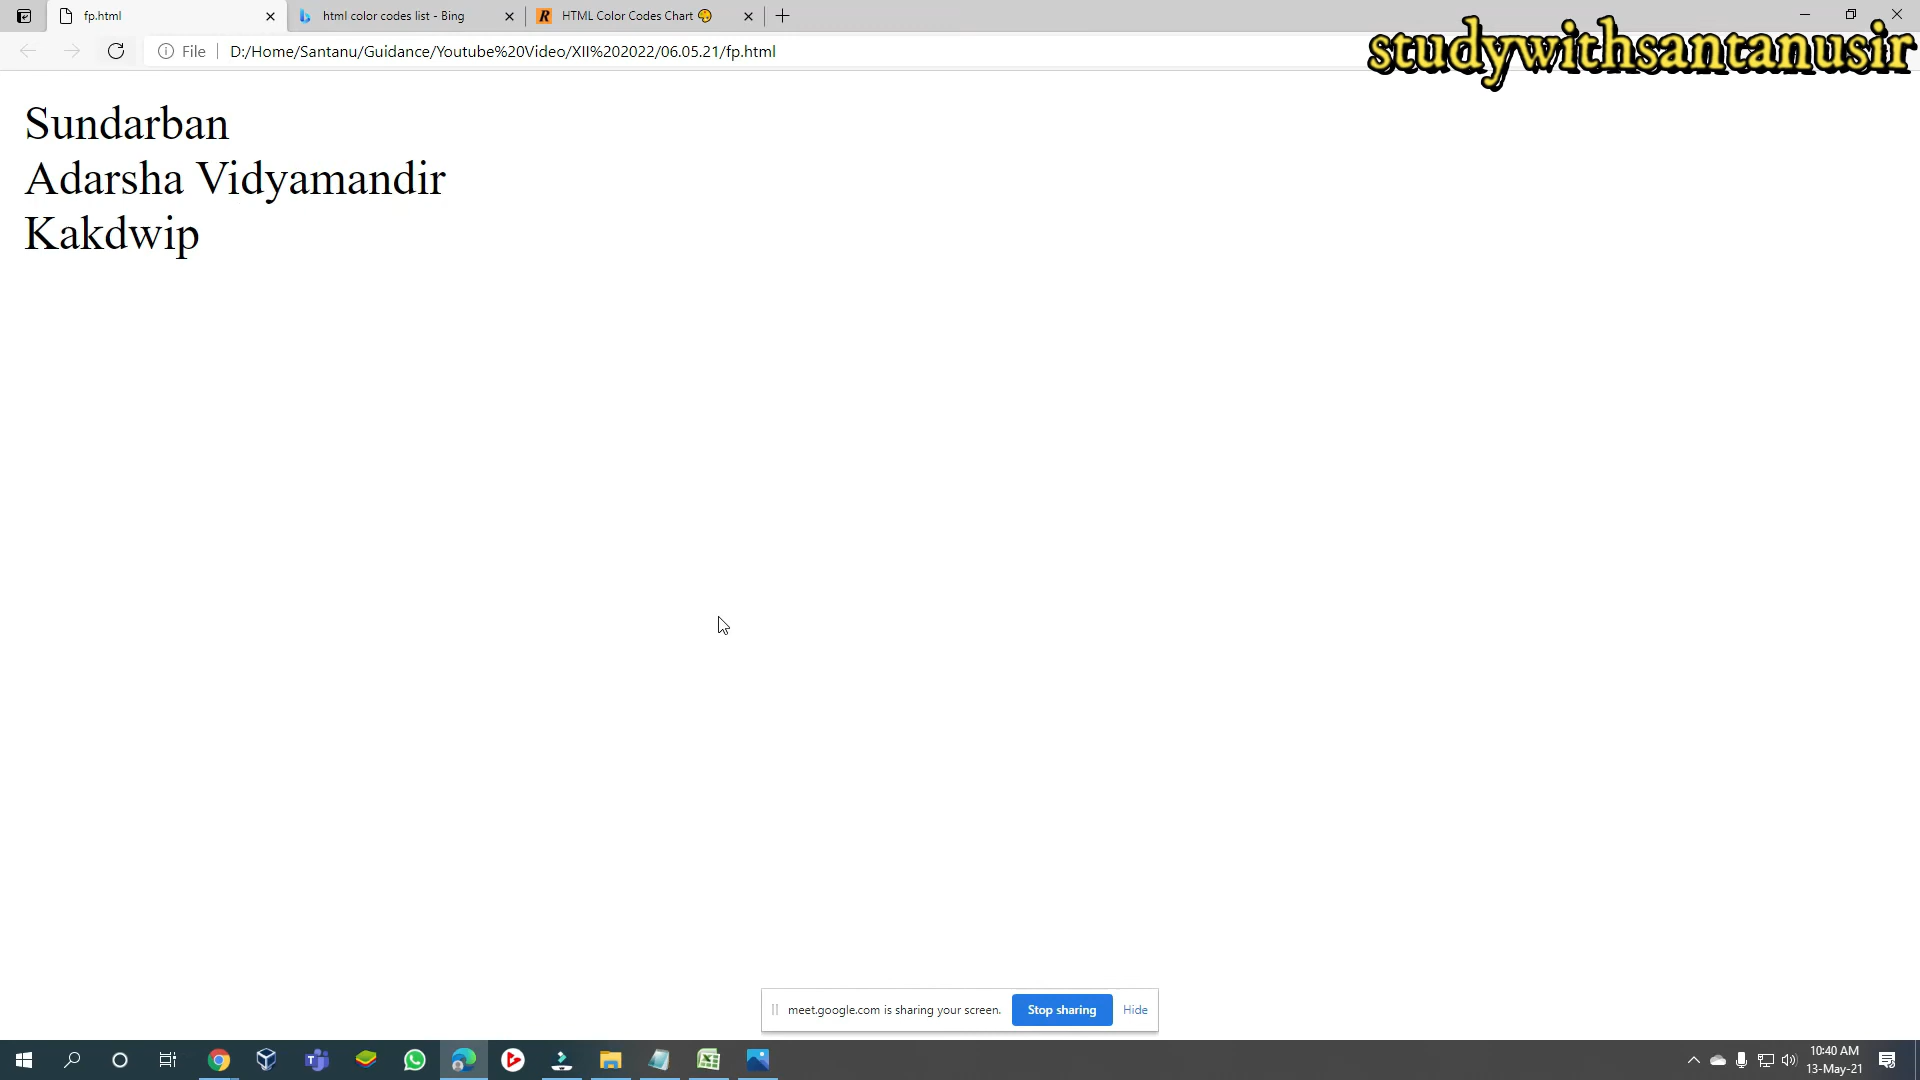 fp.html
html color codes list - Bing
HTML Color Codes Chart
File
D:/Home/Santanu/Guidance/Youtube%20Video/XII%202022/06.05.21/fp.html
studywithsantanusir
Sundarban
Adarsha Vidyamandir
Kakdwip
meet.google.com is sharing your screen.
Stop sharing
Hide
10:40 AM
13-May-21